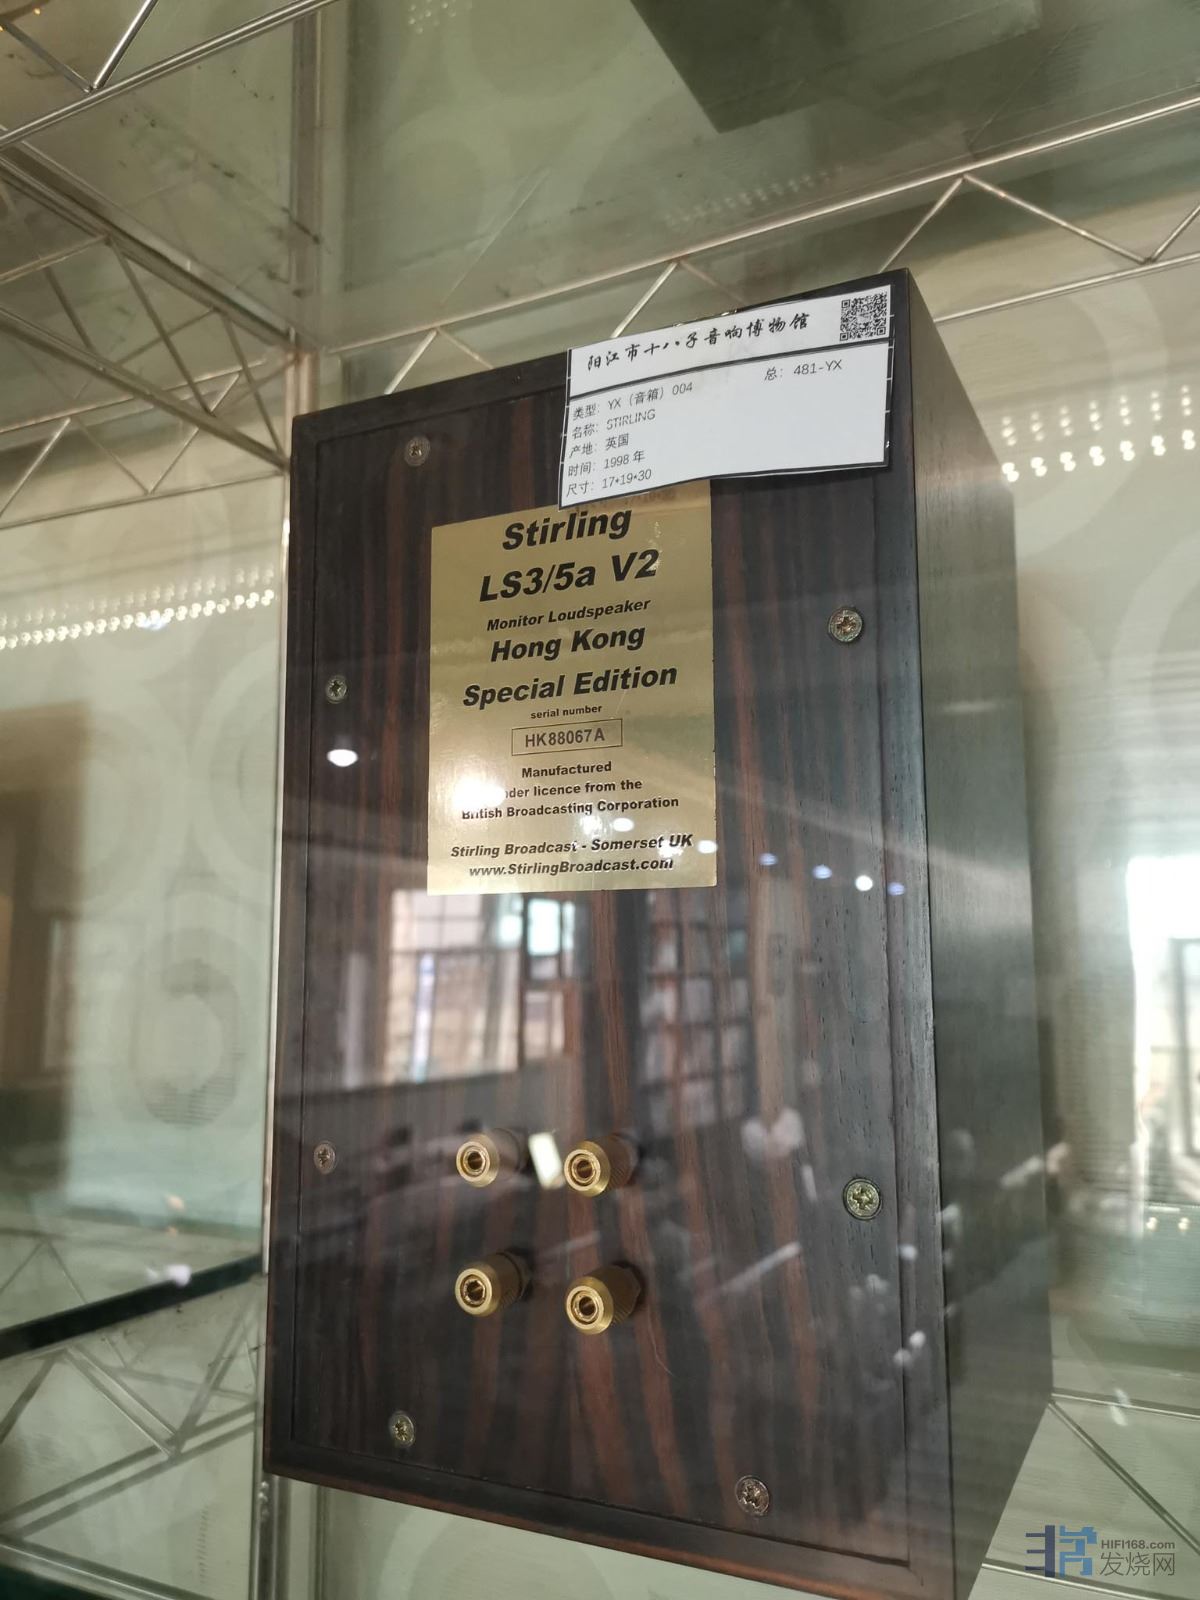 阳江市十八子音响博物馆
总：481-YX
类型：YX（音箱）004
名称：STIRLING
产地：英国
时间：1998 年
尺寸：17*19*30
Stirling
LS3/5a V2
Monitor Loudspeaker
Hong Kong
Special Edition
serial number
HK88067A
Manufactured
under licence from the
British Broadcasting Corporation
Stirling Broadcast - Somerset UK
www.StirlingBroadcast.com
HIFI168.com
发烧网